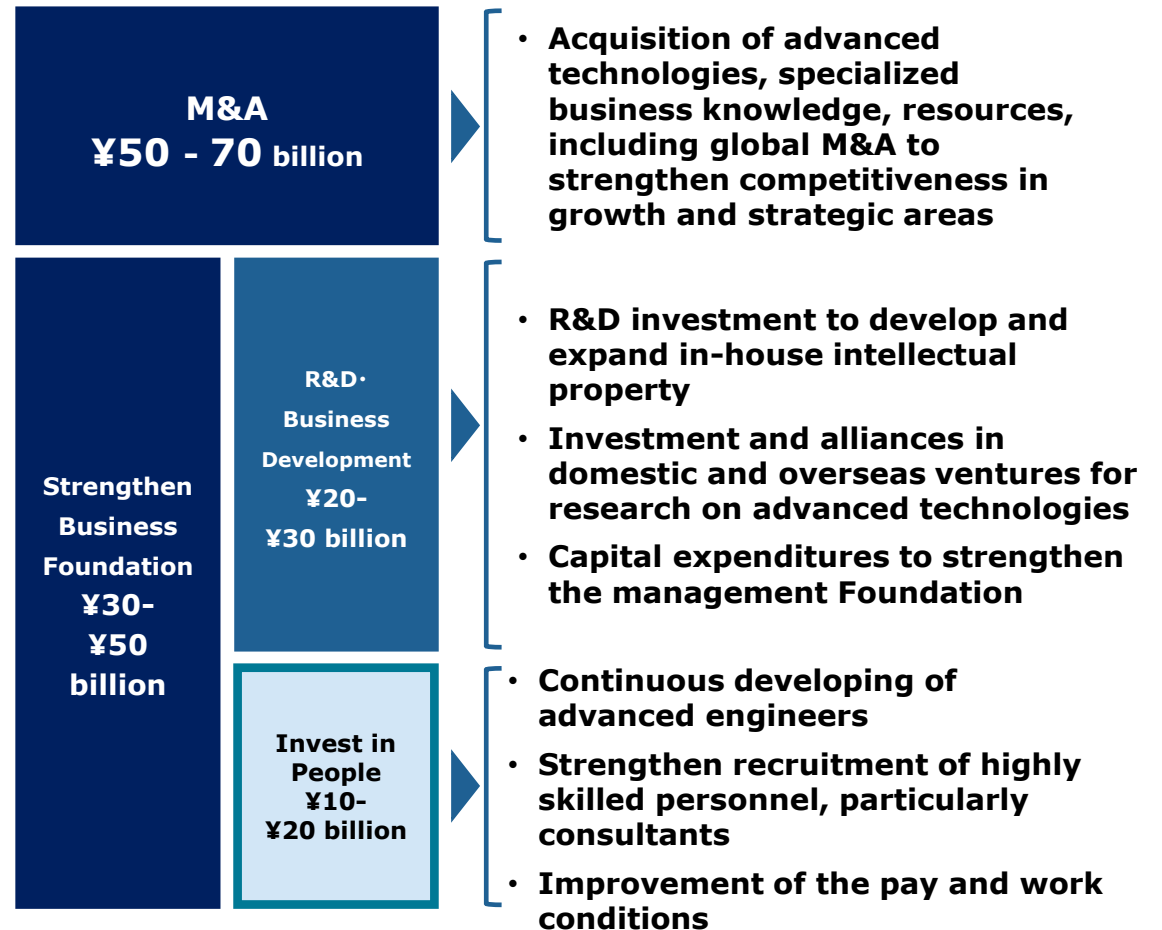 M&A
¥50 - 70 billion
• Acquisition of advanced
technologies, specialized
business knowledge, resources,
including global M&A to
strengthen competitiveness in
growth and strategic areas
Strengthen
Business
Foundation
¥30-
¥50
billion
R&D･
Business
Development
¥20-
¥30 billion
• R&D investment to develop and
expand in-house intellectual
property
• Investment and alliances in
domestic and overseas ventures for
research on advanced technologies
• Capital expenditures to strengthen
the management Foundation
Invest in
People
¥10-
¥20 billion
• Continuous developing of
advanced engineers
• Strengthen recruitment of highly
skilled personnel, particularly
consultants
• Improvement of the pay and work
conditions